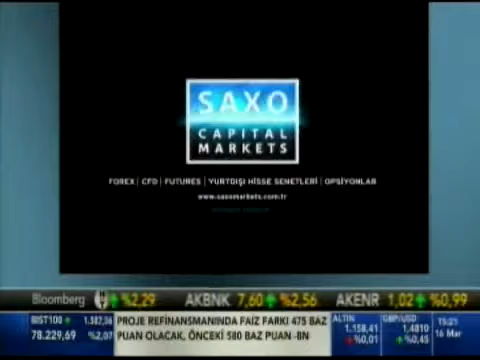 SAXO
CAPITAL
MARKETS
FOREX | CFD | FUTURES | YURTDIŞI HİSSE SENETLERİ | OPSİYONLAR
www.saxomarkets.com.tr
Bloomberg HT %2,29 AKBNK 7,60 %2,56 AKENR 1,02 %0,99
BIST100 1.582,06
78.229,69 %2,07
PROJE REFİNANSMANINDA FAİZ FARKI 475 BAZ
PUAN OLACAK, ÖNCEKİ 580 BAZ PUAN -BN
ALTIN
1.158,41
%0,01
GBP/USD
1,4810
%0,45
15:21
16 Mar